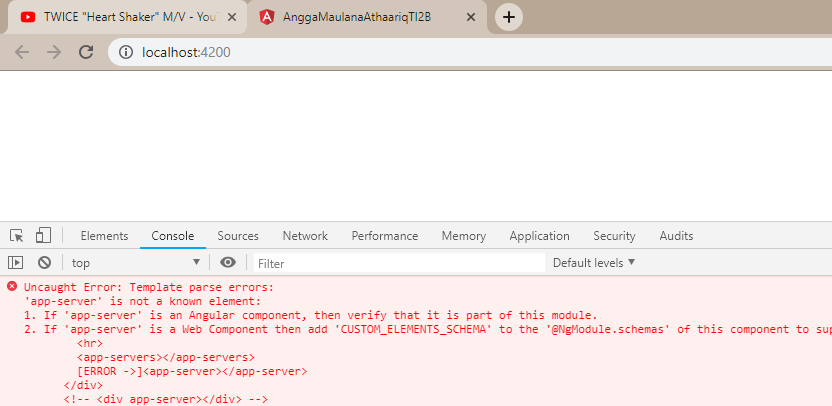 TWICE "Heart Shaker" M/V - You
AnggaMaulanaAthaariqTI2B
localhost:4200
Elements Console Sources Network Performance Memory Application Security Audits
top Filter Default levels
Uncaught Error: Template parse errors:
'app-server' is not a known element:
1. If 'app-server' is an Angular component, then verify that it is part of this module.
2. If 'app-server' is a Web Component then add 'CUSTOM_ELEMENTS_SCHEMA' to the '@NgModule.schemas' of this component to sup
<hr>
<app-servers></app-servers>
[ERROR ->]<app-server></app-server>
</div>
<!-- <div app-server></div> -->